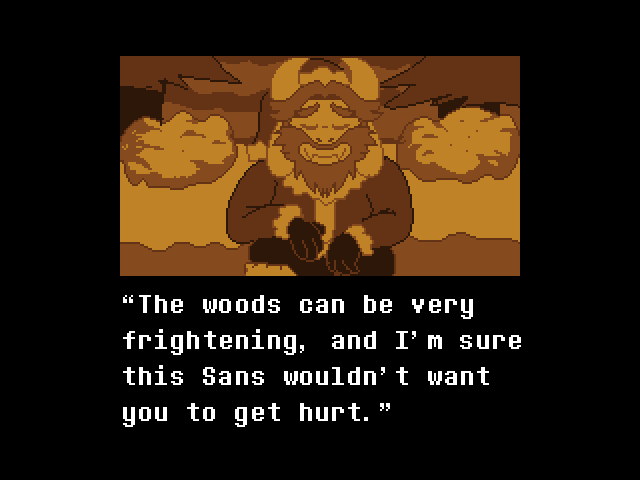 “The woods can be very
frightening, and I’m sure
this Sans wouldn’t want
you to get hurt.”